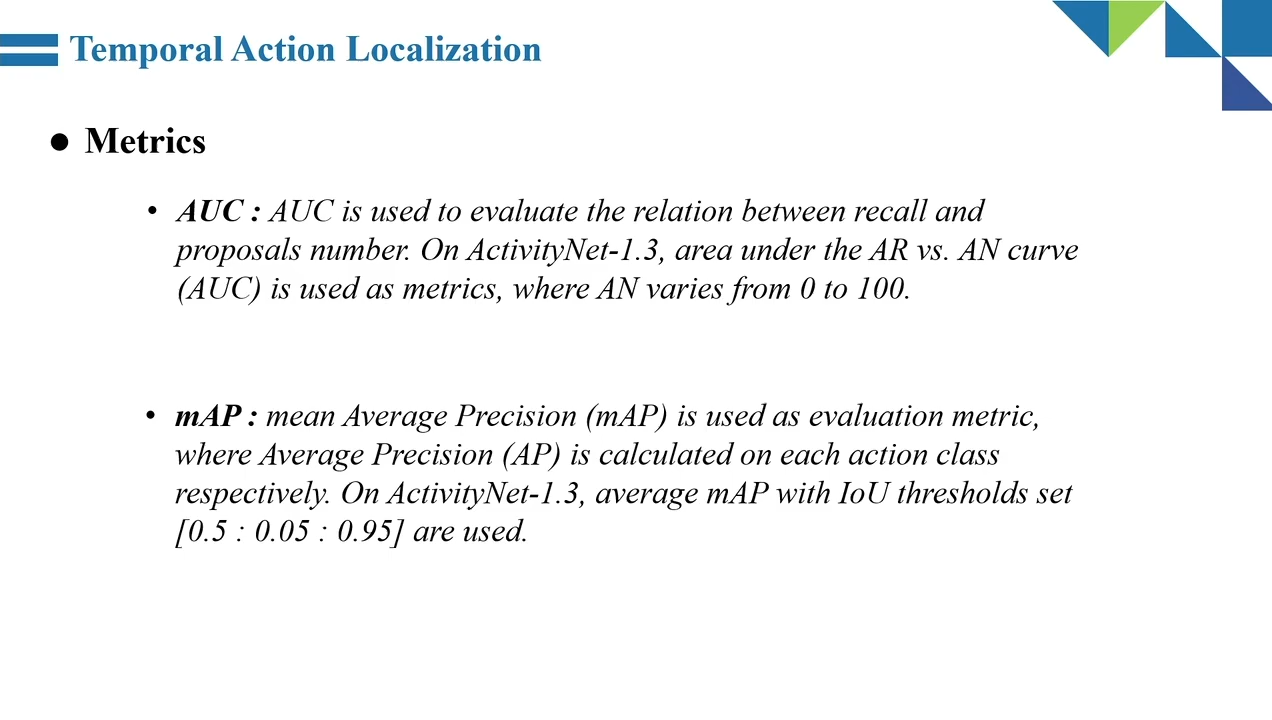 Temporal Action Localization
● Metrics
• AUC : AUC is used to evaluate the relation between recall and
proposals number. On ActivityNet-1.3, area under the AR vs. AN curve
(AUC) is used as metrics, where AN varies from 0 to 100.
• mAP : mean Average Precision (mAP) is used as evaluation metric,
where Average Precision (AP) is calculated on each action class
respectively. On ActivityNet-1.3, average mAP with IoU thresholds set
[0.5 : 0.05 : 0.95] are used.